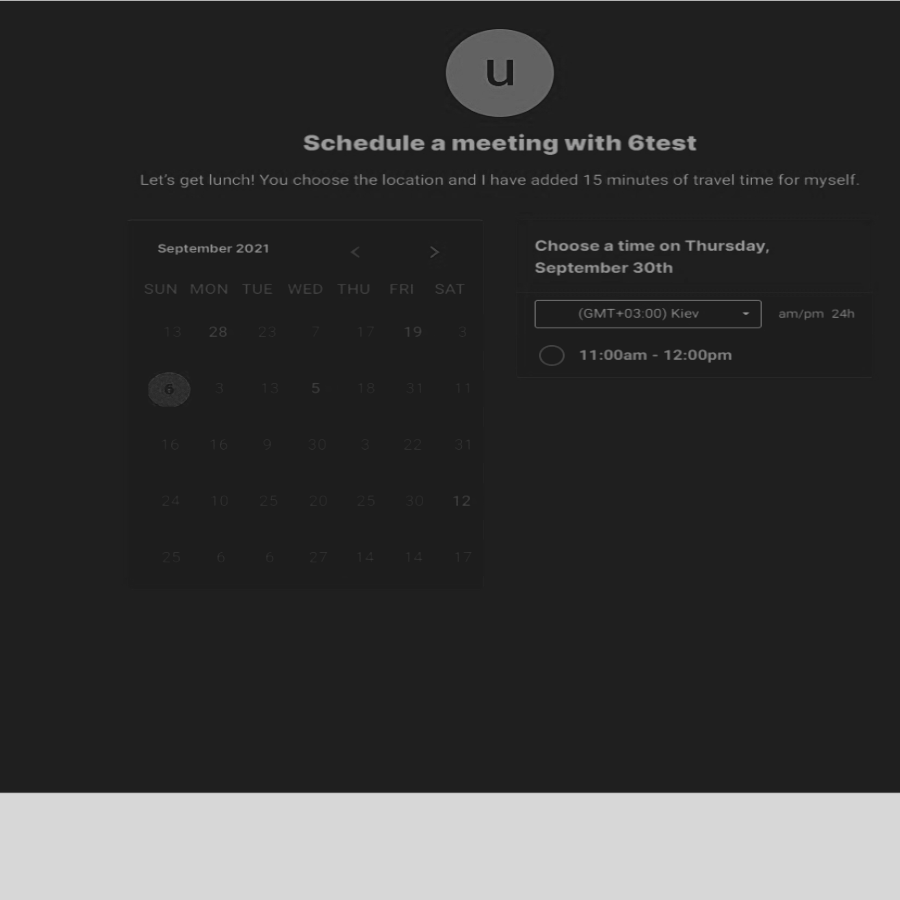 u
Schedule a meeting with 6test
Let's get lunch! You choose the location and I have added 15 minutes of travel time for myself.
September 2021 < >
SUN MON TUE WED THU FRI SAT
13 28 23 7 17 19 3
6 3 13 5 18 31 11
16 16 9 30 3 22 31
24 10 25 20 25 30 12
25 6 6 27 14 14 17
Choose a time on Thursday,
September 30th
(GMT+03:00) Kiev am/pm 24h
11:00am - 12:00pm